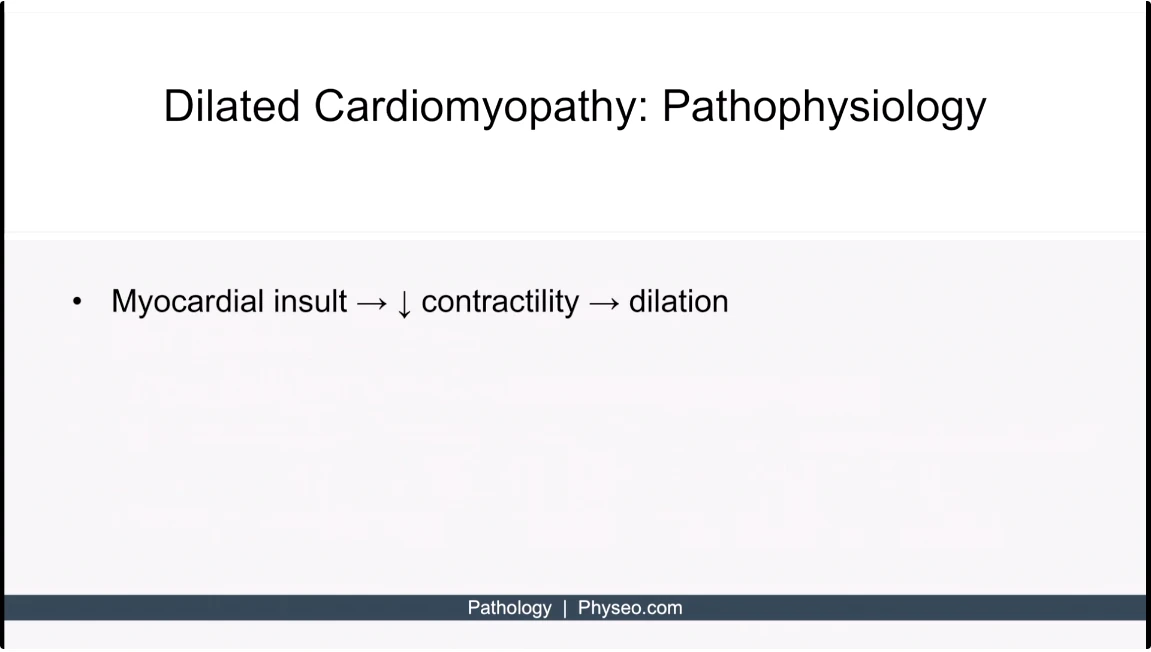 Dilated Cardiomyopathy: Pathophysiology
• Myocardial insult → ↓ contractility → dilation
Pathology | Physeo.com